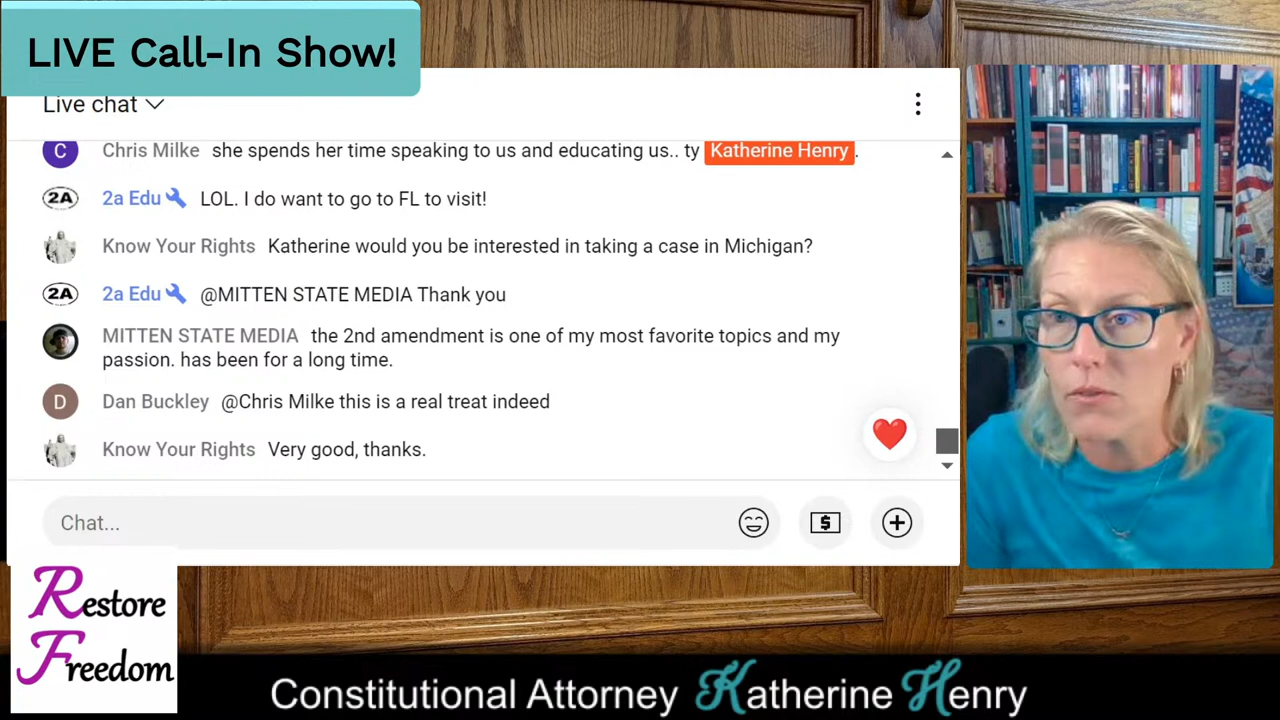 LIVE Call-In Show!
Live chat
C
Chris Milke she spends her time speaking to us and educating us.. ty Katherine Henry .
2A
2a Edu LOL. I do want to go to FL to visit!
Know Your Rights Katherine would you be interested in taking a case in Michigan?
2A
2a Edu @MITTEN STATE MEDIA Thank you
MITTEN STATE MEDIA the 2nd amendment is one of my most favorite topics and my
passion. has been for a long time.
D
Dan Buckley @Chris Milke this is a real treat indeed
Know Your Rights Very good, thanks.
Chat...
$
Restore
Freedom
Constitutional Attorney Katherine Henry